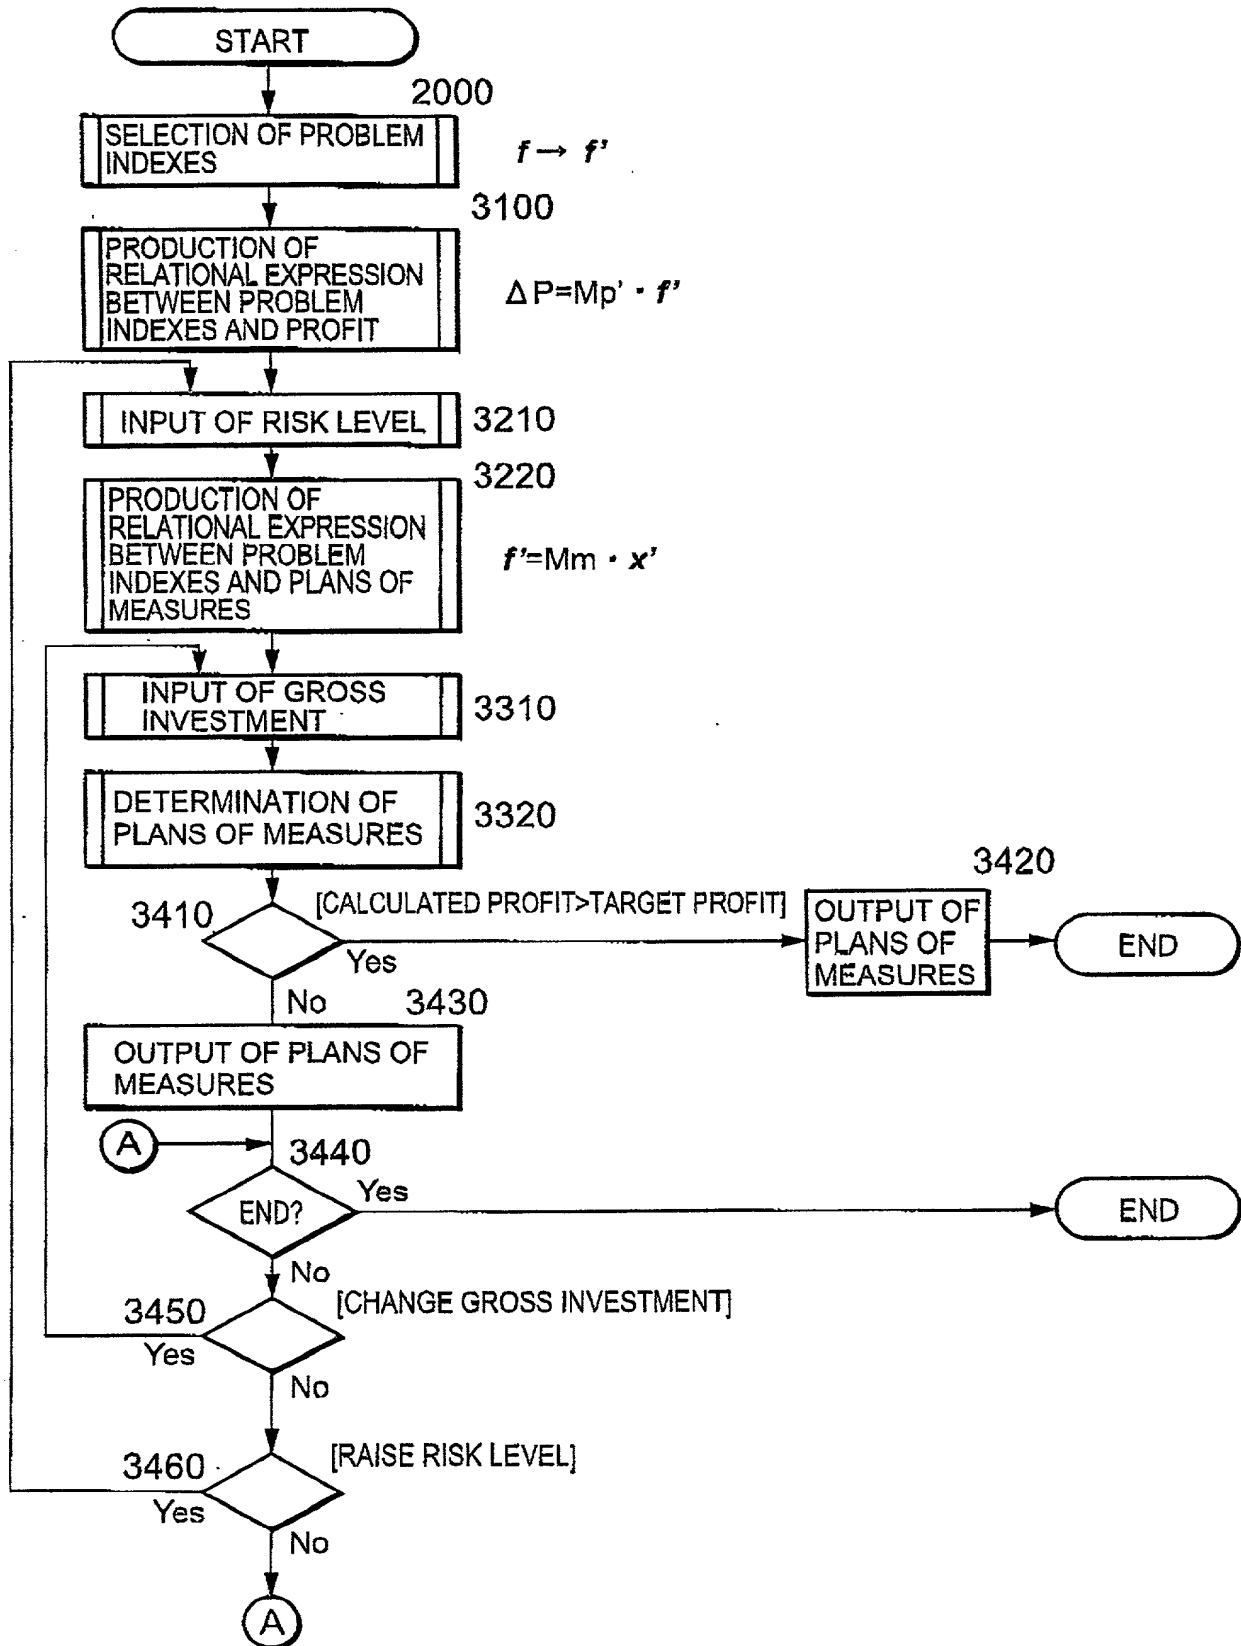 START
2000
SELECTION OF PROBLEM
INDEXES
f → f'
3100
PRODUCTION OF
RELATIONAL EXPRESSION
BETWEEN PROBLEM
INDEXES AND PROFIT
ΔP=Mp' · f'
INPUT OF RISK LEVEL
3210
3220
PRODUCTION OF
RELATIONAL EXPRESSION
BETWEEN PROBLEM
INDEXES AND PLANS OF
MEASURES
f'=Mm · x'
INPUT OF GROSS
INVESTMENT
3310
DETERMINATION OF
PLANS OF MEASURES
3320
3410
[CALCULATED PROFIT>TARGET PROFIT]
Yes
3420
OUTPUT OF
PLANS OF
MEASURES
END
No
3430
OUTPUT OF PLANS OF
MEASURES
A
3440
END?
Yes
END
No
3450
[CHANGE GROSS INVESTMENT]
Yes
No
3460
[RAISE RISK LEVEL]
Yes
No
A